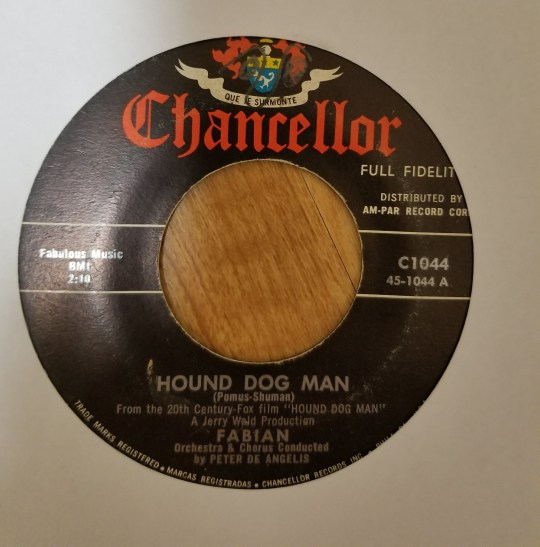 QUE JE SURMONTE
Chancellor
FULL FIDELIT
DISTRIBUTED BY
AM-PAR RECORD COR
Fabulous Music
BMI
2:10
C1044
45-1044 A
HOUND DOG MAN
(Pomus-Shuman)
From the 20th Century-Fox film "HOUND DOG MAN"
A Jerry Wald Production
FABIAN
Orchestra & Chorus Conducted
by PETER DE ANGELIS
TRADE MARKS REGISTERED • MARCAS REGISTRADAS • CHANCELLOR RECORDS INC.